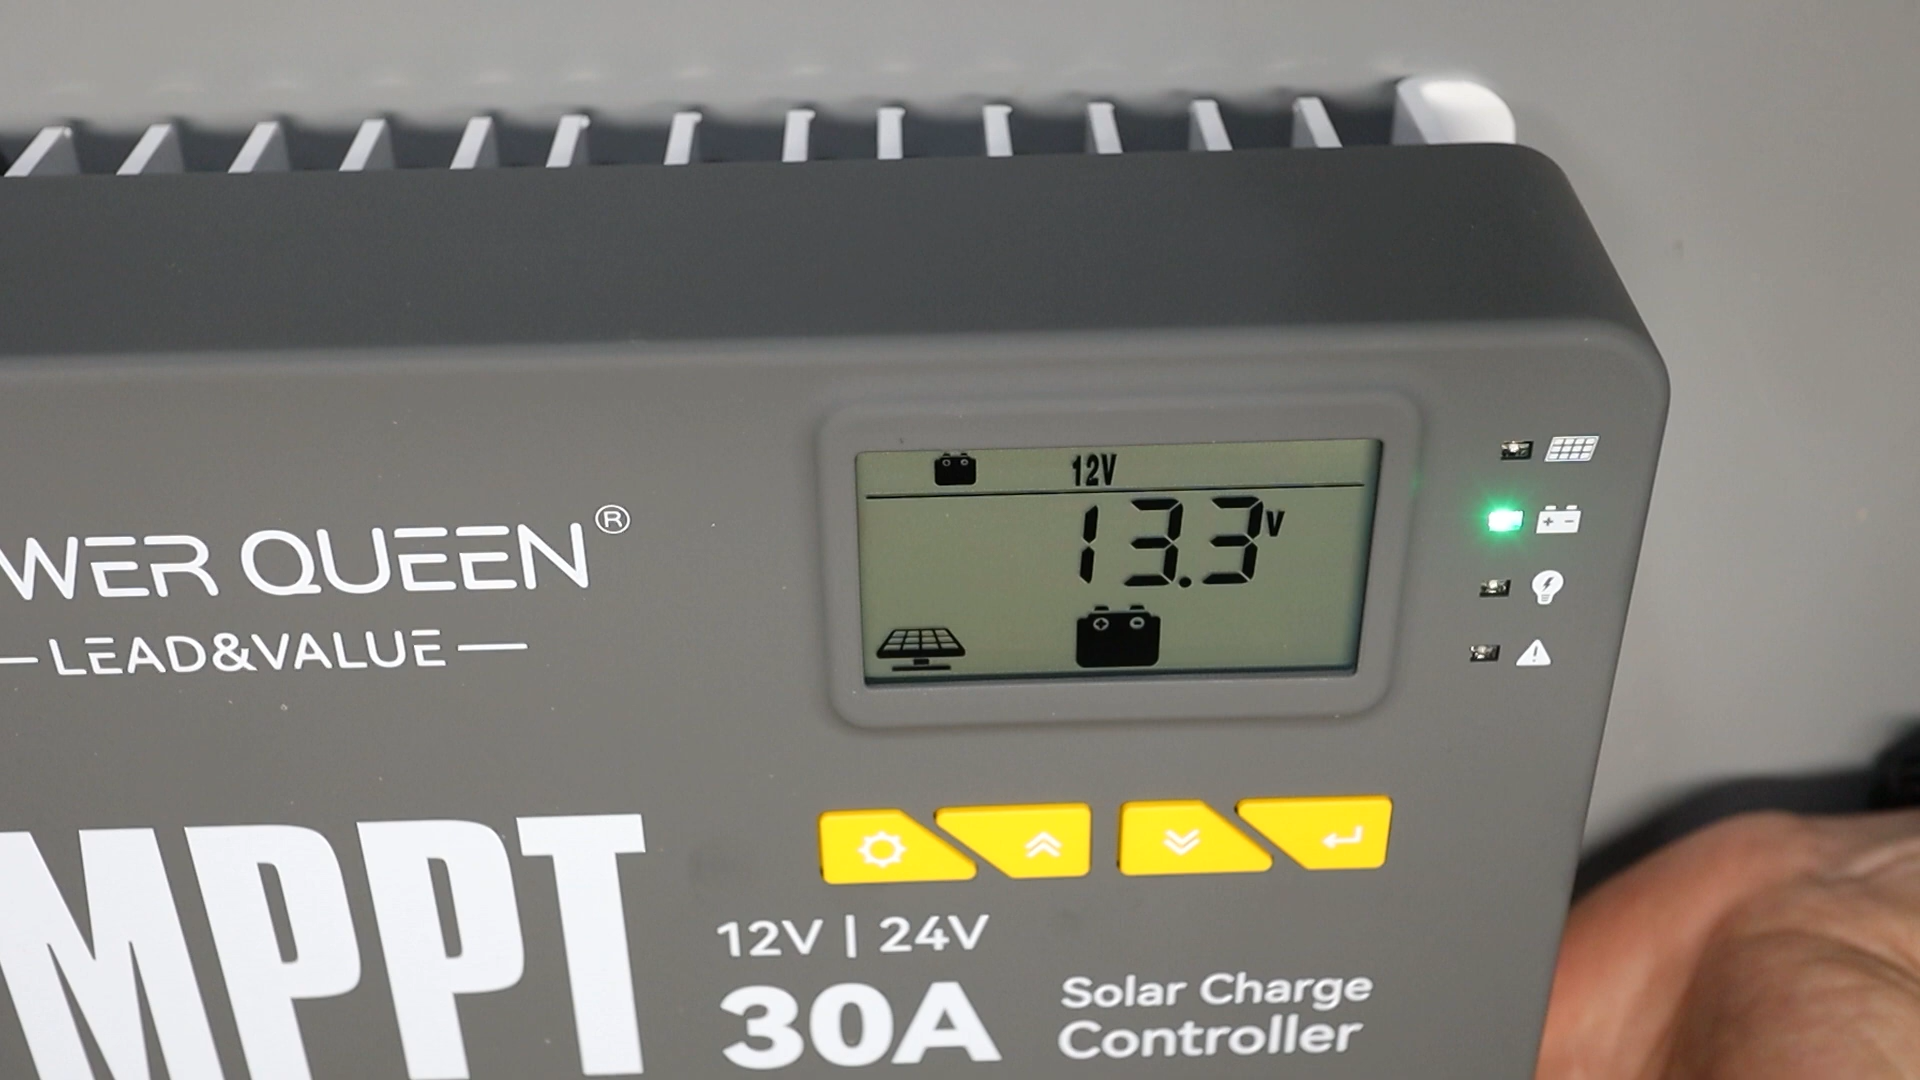 12V
13.3V
WER QUEEN®
LEAD&VALUE
MPPT
12V | 24V
30A
Solar Charge
Controller